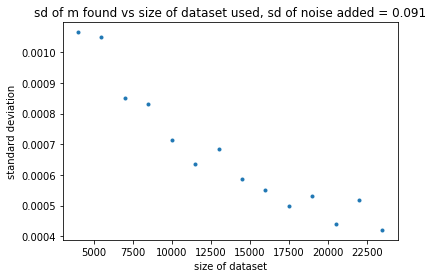 sd of m found vs size of dataset used, sd of noise added = 0.091
0.0010
0.0009
0.0008
0.0007
0.0006
0.0005
0.0004
standard deviation
5000 7500 10000 12500 15000 17500 20000 22500
size of dataset